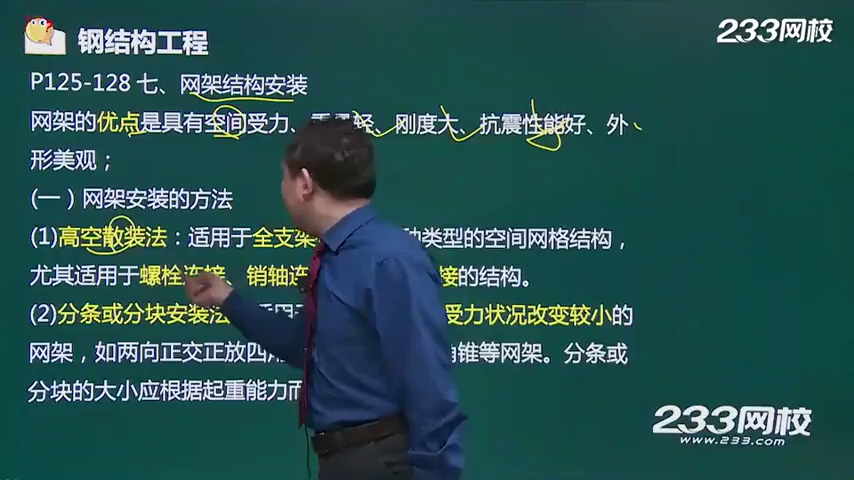 钢结构工程
233网校
P125-128 七、网架结构安装
网架的优点是具有空间受力、重量轻、刚度大、抗震性能好、外
形美观；
(一）网架安装的方法
(1)高空散装法：适用于全支架 类型的空间网格结构，
尤其适用于螺栓连接、销轴连 接的结构。
(2)分条或分块安装法 受力状况改变较小的
网架，如两向正交正放四 角锥等网架。分条或
分块的大小应根据起重能力而
233网校
www.233.com